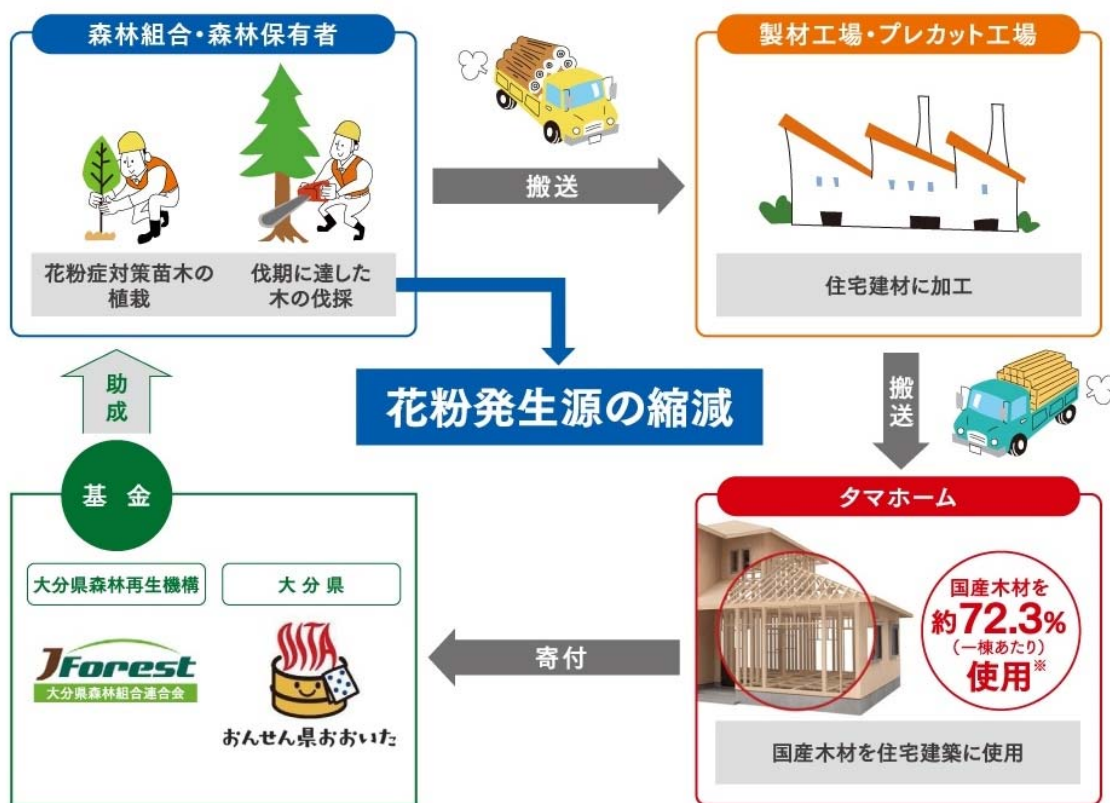 森林組合・森林保有者
花粉症対策苗木の
植栽
伐期に達した
木の伐採
搬送
製材工場・プレカット工場
住宅建材に加工
搬送
花粉発生源の縮減
タマホーム
国産木材を
約72.3%
(一棟あたり)
使用※
国産木材を住宅建築に使用
寄付
助成
基金
大分県森林再生機構
JForest
大分県森林組合連合会
大分県
OITA
おんせん県おおいた